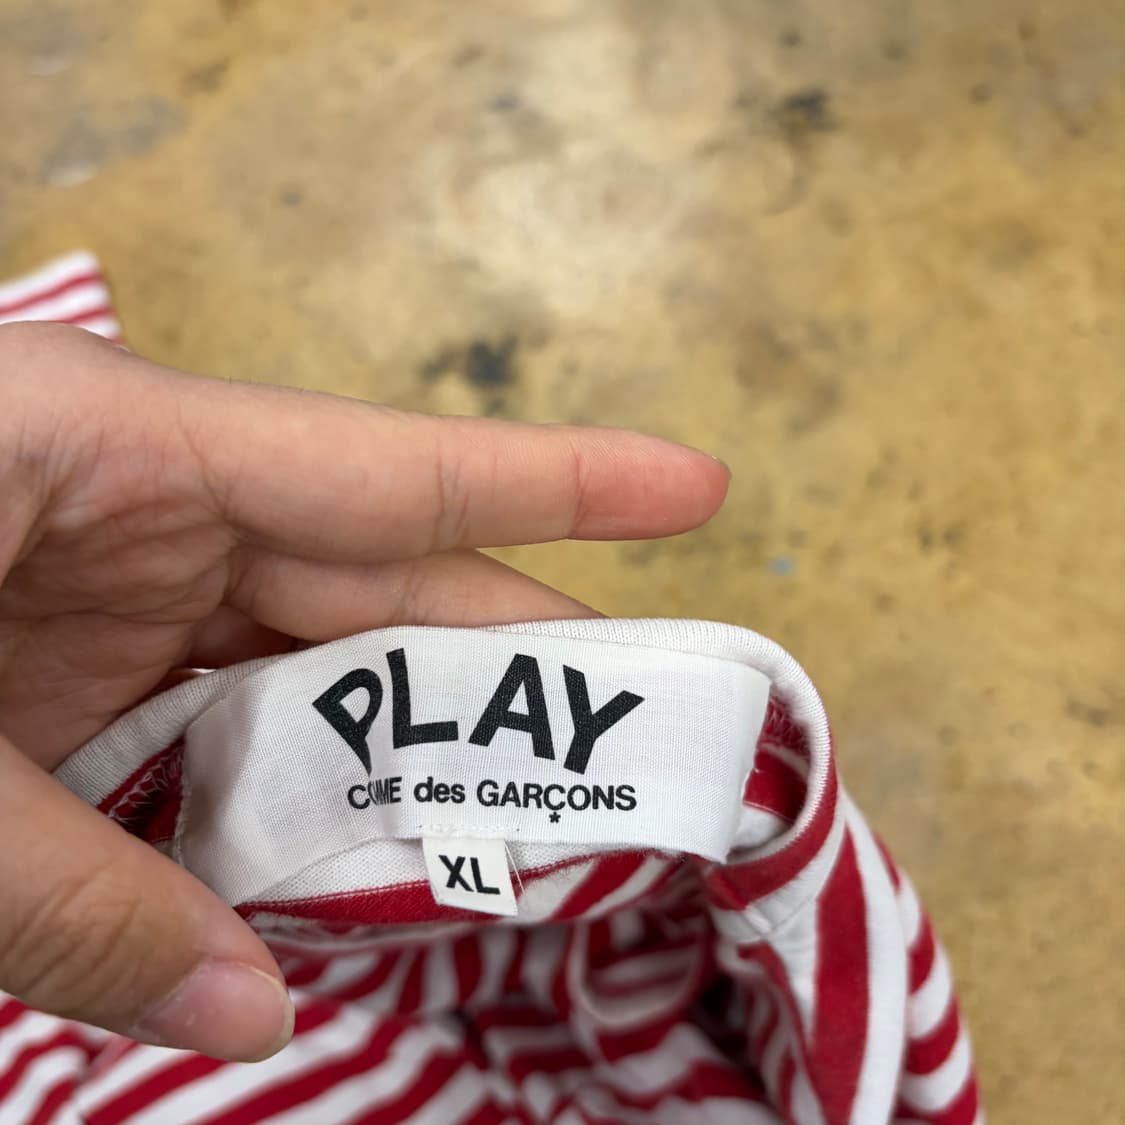 PLAY
COMME des GARÇONS
*
XL